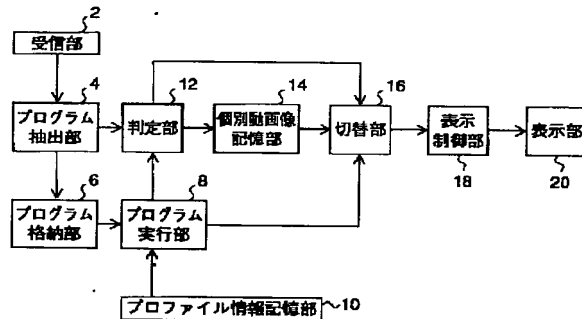 2
受信部
4
プログラム
抽出部
12
判定部
14
個別動画像
記憶部
16
切替部
表示
制御部
18
表示部
20
6
プログラム
格納部
8
プログラム
実行部
プロファイル情報記憶部
10